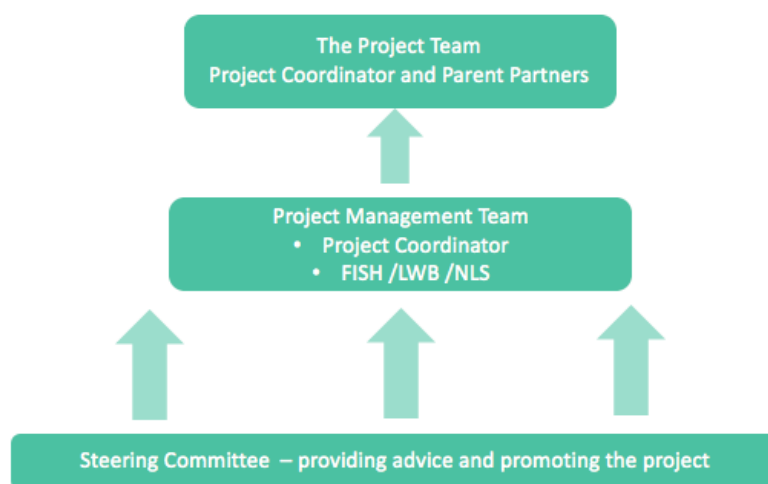 The Project Team
Project Coordinator and Parent Partners
Project Management Team
• Project Coordinator
• FISH /LWB /NLS
Steering Committee – providing advice and promoting the project